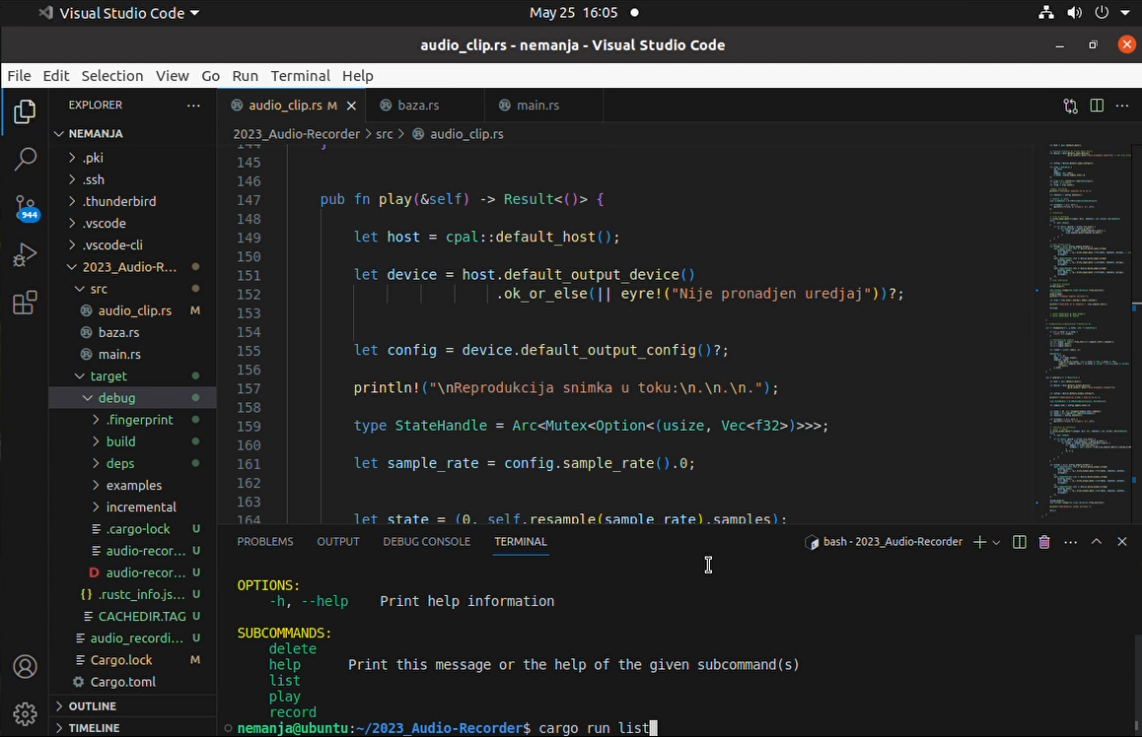 Visual Studio Code
May 25 16:05
audio_clip.rs - nemanja - Visual Studio Code
File Edit Selection View Go Run Terminal Help
EXPLORER
NEMANJA
.pki
.ssh
.thunderbird
.vscode
.vscode-cli
2023_Audio-R...
src
audio_clip.rs M
baza.rs
main.rs
target
debug
.fingerprint
build
deps
examples
incremental
.cargo-lock U
audio-recor... U
audio-recor... U
.rustc_info.js... U
CACHEDIR.TAG U
audio_recordi... U
Cargo.lock M
Cargo.toml
OUTLINE
TIMELINE
944
audio_clip.rs M
baza.rs
main.rs
2023_Audio-Recorder > src > audio_clip.rs
144 }
145
146
147 pub fn play(&self) -> Result<()> {
148
149 let host = cpal::default_host();
150
151 let device = host.default_output_device()
152 .ok_or_else(|| eyre!("Nije pronadjen uredjaj"))?;
153
154
155 let config = device.default_output_config()?;
156
157 println!("\nReprodukcija snimka u toku:\n.\n.\n.");
158
159 type StateHandle = Arc<Mutex<Option<(usize, Vec<f32>)>>>;
160
161 let sample_rate = config.sample_rate().0;
162
163
164 let state = (0, self.resample(sample_rate).samples);
PROBLEMS OUTPUT DEBUG CONSOLE TERMINAL
bash - 2023_Audio-Recorder
OPTIONS:
-h, --help Print help information
SUBCOMMANDS:
delete
help Print this message or the help of the given subcommand(s)
list
play
record
nemanja@ubuntu:~/2023_Audio-Recorder$ cargo run list